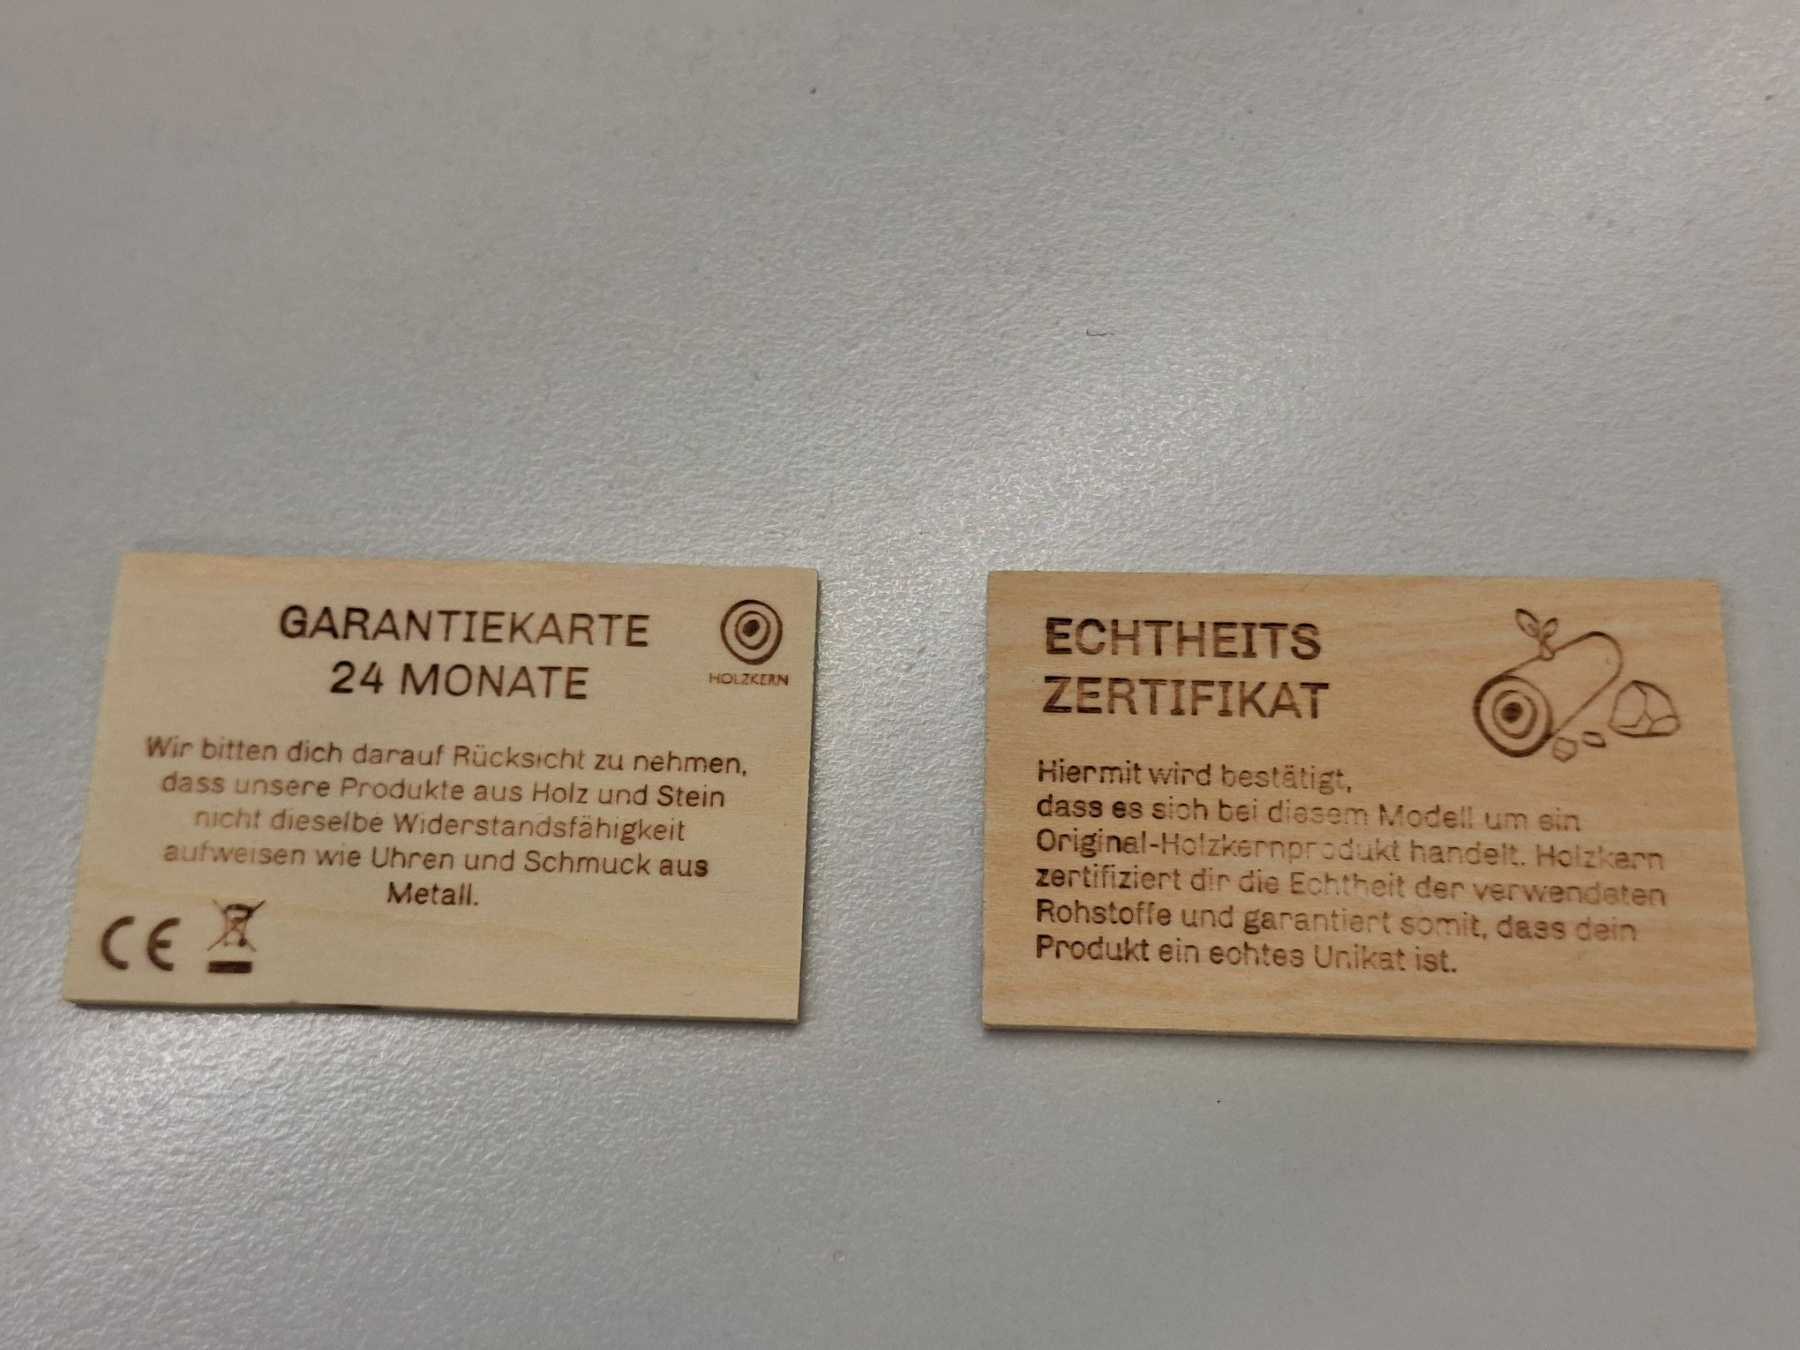 GARANTIEKARTE
24 MONATE
HOLZKERN
Wir bitten dich darauf Rücksicht zu nehmen,
dass unsere Produkte aus Holz und Stein
nicht dieselbe Widerstandsfähigkeit
aufweisen wie Uhren und Schmuck aus
Metall.
CE
ECHTHEITS
ZERTIFIKAT
Hiermit wird bestätigt,
dass es sich bei diesem Modell um ein
Original-Holzkernprodukt handelt. Holzkern
zertifiziert dir die Echtheit der verwendeten
Rohstoffe und garantiert somit, dass dein
Produkt ein echtes Unikat ist.